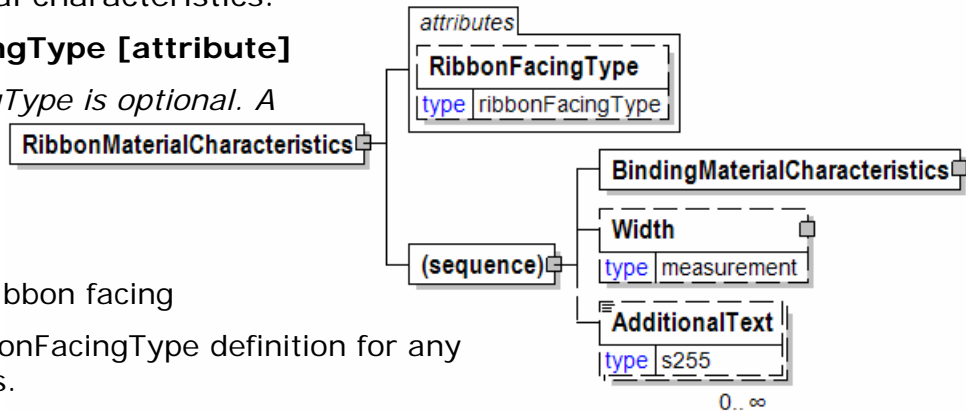 al characteristics.
ngType [attribute]
gType is optional. A
ibbon facing
onFacingType definition for any
s.
attributes
RibbonFacingType
type ribbonFacingType
RibbonMaterialCharacteristics
(sequence)
BindingMaterialCharacteristics
Width
type measurement
AdditionalText
type s255
0..∞